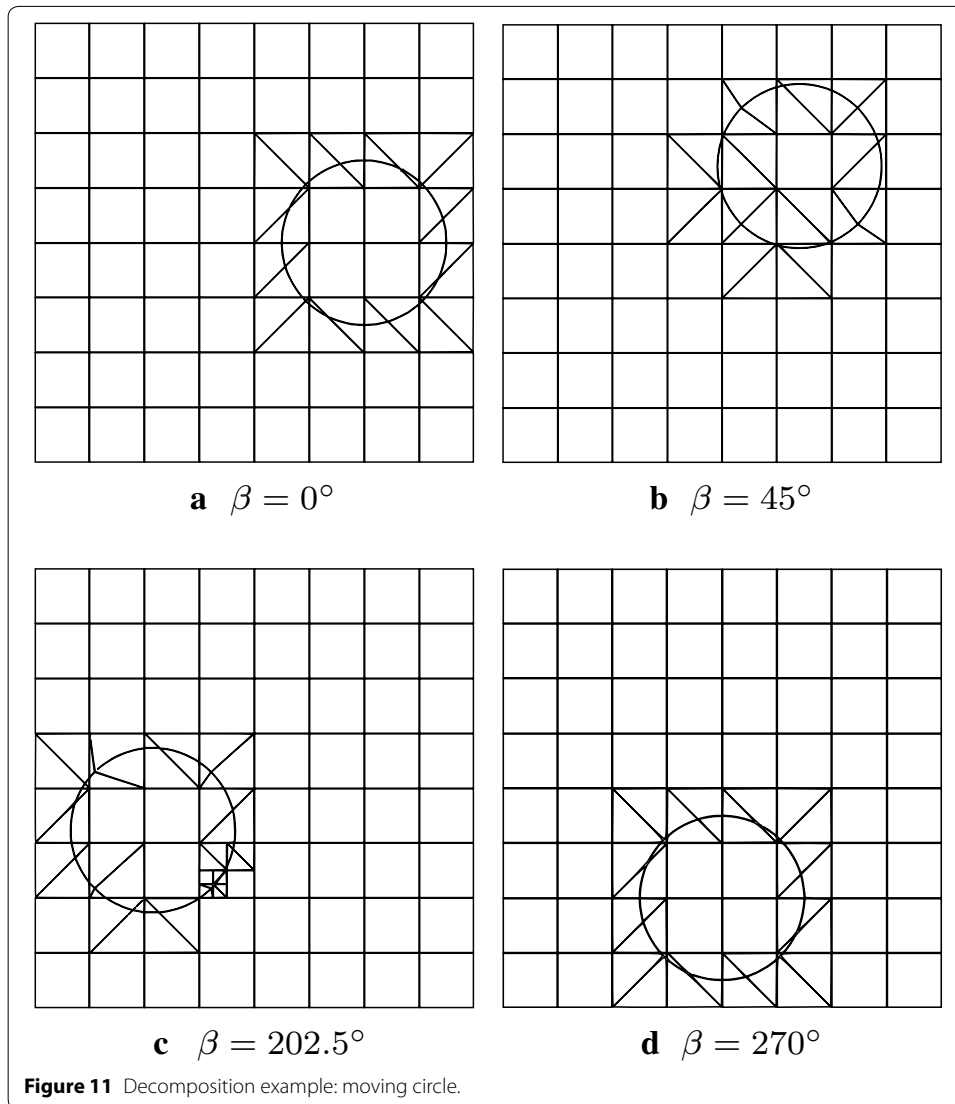 a β = 0°
b β = 45°
c β = 202.5°
d β = 270°
Figure 11 Decomposition example: moving circle.